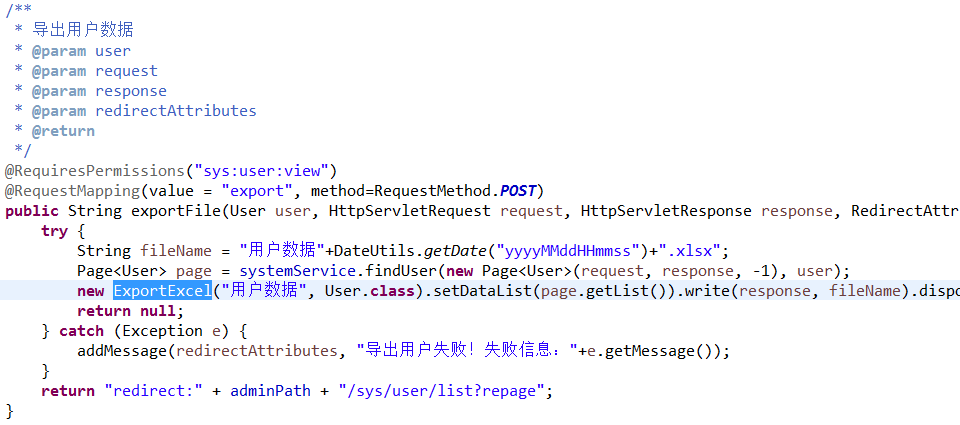 /**
 * 导出用户数据
 * @param user
 * @param request
 * @param response
 * @param redirectAttributes
 * @return
 */
@RequiresPermissions("sys:user:view")
@RequestMapping(value = "export", method=RequestMethod.POST)
public String exportFile(User user, HttpServletRequest request, HttpServletResponse response, RedirectAttr
    try {
        String fileName = "用户数据"+DateUtils.getDate("yyyyMMddHHmmss")+".xlsx";
        Page<User> page = systemService.findUser(new Page<User>(request, response, -1), user);
        new ExportExcel("用户数据", User.class).setDataList(page.getList()).write(response, fileName).dispo
        return null;
    } catch (Exception e) {
        addMessage(redirectAttributes, "导出用户失败！失败信息："+e.getMessage());
    }
    return "redirect:" + adminPath + "/sys/user/list?repage";
}